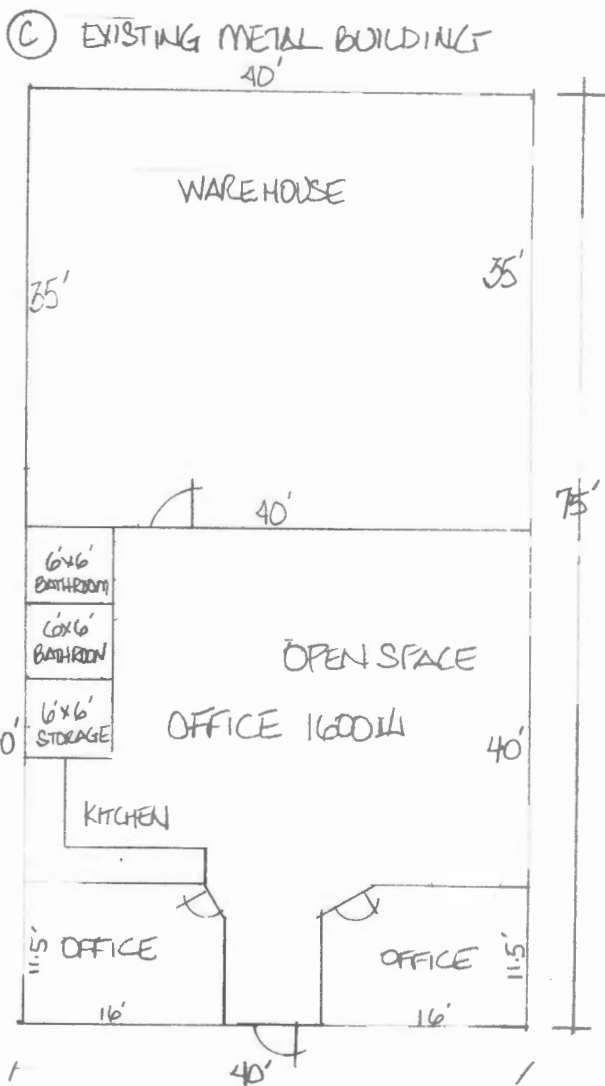 C EXISTING METAL BUILDING
40'
WAREHOUSE
35'
35'
75'
40'
6'x6'
BATHROOM
6'x6'
BATHROOM
6'x6'
STORAGE
OPEN SPACE
OFFICE 1600
0'
40'
KITCHEN
11.5'
OFFICE
16'
OFFICE
11.5'
16'
40'